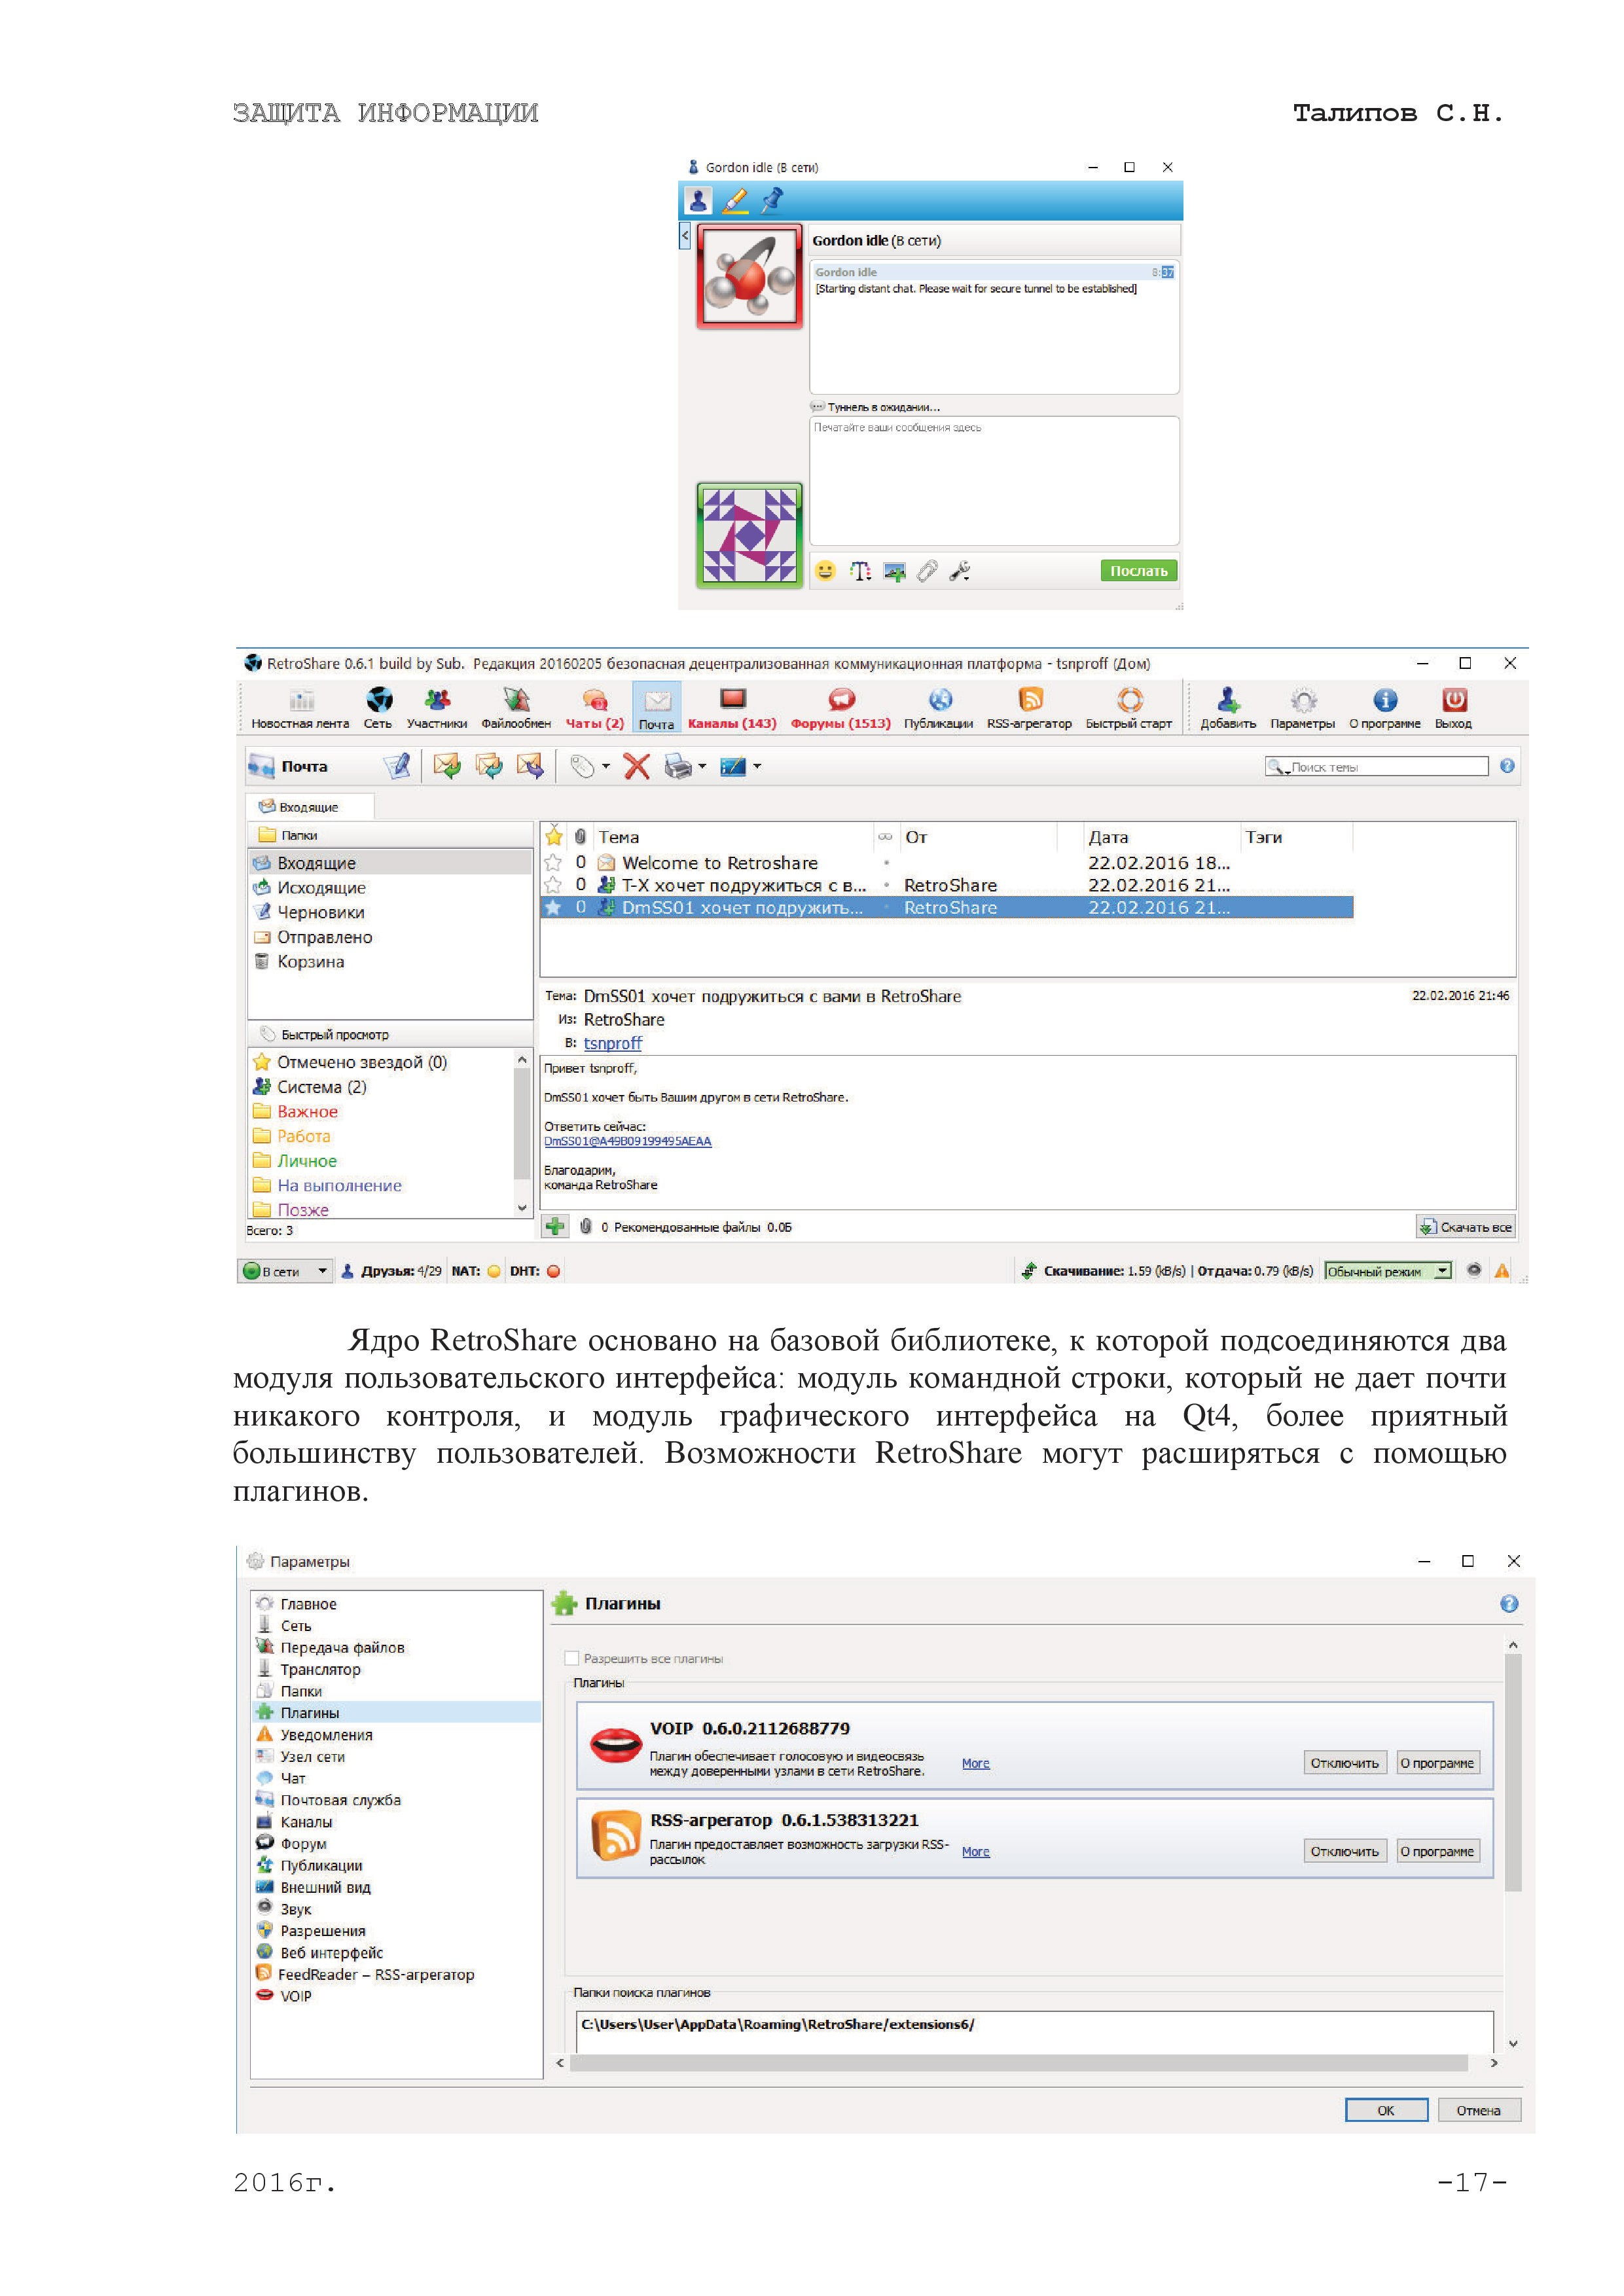 ЗАЩИТА ИНФОРМАЦИИ Талипов С.Н.
Gordon idle (В сети)
Gordon idle (В сети)
Gordon idle 8:37
[Starting distant chat. Please wait for secure tunnel to be established]
Туннель в ожидании...
Печатайте ваши сообщения здесь
Послать
RetroShare 0.6.1 build by Sub. Редакция 20160205 безопасная децентрализованная коммуникационная платформа - tsnproff (Дом)
Новостная лента Сеть Участники Файлообмен Чаты (2) Почта Каналы (143) Форумы (1513) Публикации RSS-агрегатор Быстрый старт Добавить Параметры О программе Выход
Почта Поиск темы
Входящие
Папки
Входящие
Исходящие
Черновики
Отправлено
Корзина
Тема От Дата Тэги
0 Welcome to Retroshare 22.02.2016 18...
0 T-X хочет подружиться с в... RetroShare 22.02.2016 21...
0 DmSS01 хочет подружить... RetroShare 22.02.2016 21...
Тема: DmSS01 хочет подружиться с вами в RetroShare 22.02.2016 21:46
Из: RetroShare
В: tsnproff
Быстрый просмотр
Отмечено звездой (0)
Система (2)
Важное
Работа
Личное
На выполнение
Позже
Всего: 3
Привет tsnproff,
DmSS01 хочет быть Вашим другом в сети RetroShare.
Ответить сейчас:
DmSS01@A49B09199495AEAA
Благодарим,
команда RetroShare
0 Рекомендованные файлы 0.0Б Скачать все
В сети Друзья: 4/29 NAT: DHT: Скачивание: 1.59 (kB/s) | Отдача: 0.79 (kB/s) Обычный режим
Ядро RetroShare основано на базовой библиотеке, к которой подсоединяются два
модуля пользовательского интерфейса: модуль командной строки, который не дает почти
никакого контроля, и модуль графического интерфейса на Qt4, более приятный
большинству пользователей. Возможности RetroShare могут расширяться с помощью
плагинов.
Параметры
Главное
Сеть
Передача файлов
Транслятор
Папки
Плагины
Уведомления
Узел сети
Чат
Почтовая служба
Каналы
Форум
Публикации
Внешний вид
Звук
Разрешения
Веб интерфейс
FeedReader – RSS-агрегатор
VOIP
Плагины
Разрешить все плагины
Плагины
VOIP 0.6.0.2112688779
Плагин обеспечивает голосовую и видеосвязь
между доверенными узлами в сети RetroShare.
More Отключить О программе
RSS-агрегатор 0.6.1.538313221
Плагин предоставляет возможность загрузки RSS-
рассылок
More Отключить О программе
Папки поиска плагинов
C:\Users\User\AppData\Roaming\RetroShare/extensions6/
OK Отмена
2016г. -17-